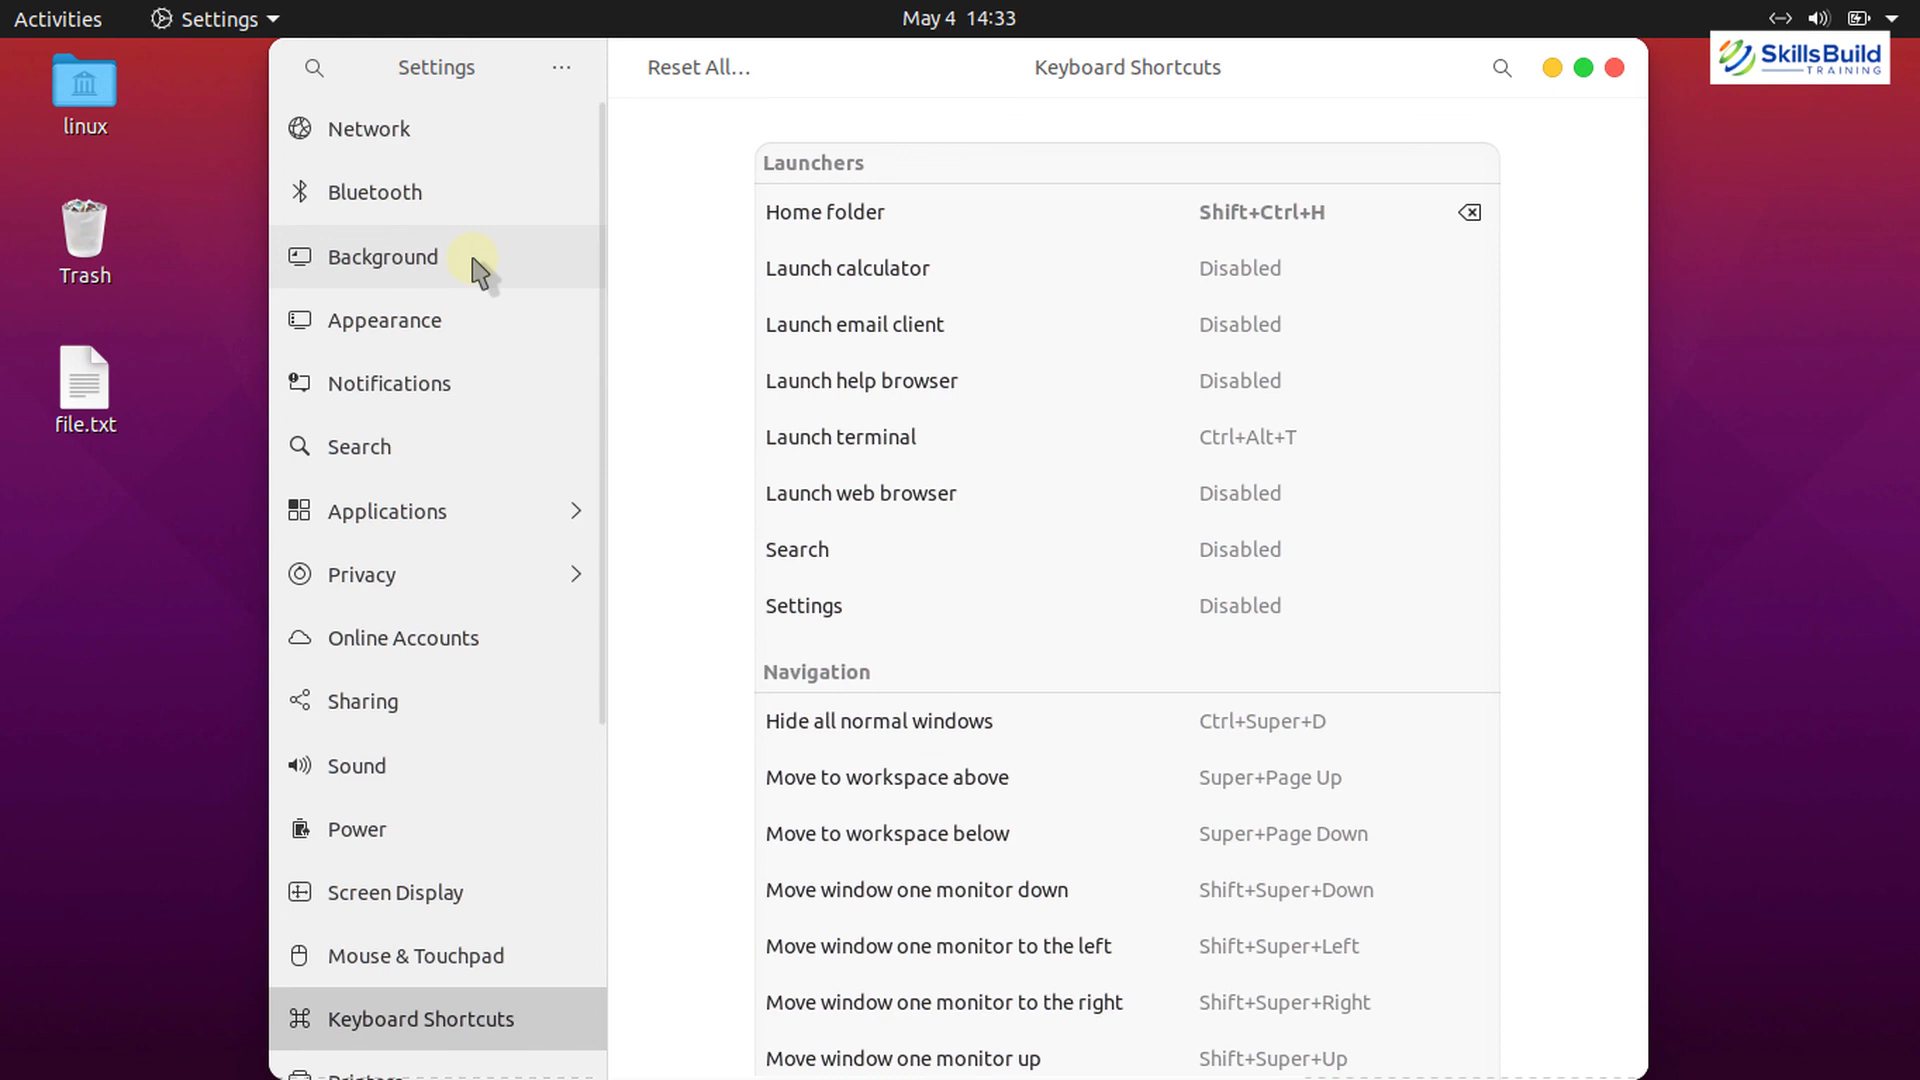 Activities
Settings
May 4 14:33
SkillsBuild
TRAINING
linux
Trash
file.txt
Settings
Network
Bluetooth
Background
Appearance
Notifications
Search
Applications
Privacy
Online Accounts
Sharing
Sound
Power
Screen Display
Mouse & Touchpad
Keyboard Shortcuts
Reset All...
Keyboard Shortcuts
Launchers
Home folder Shift+Ctrl+H
Launch calculator Disabled
Launch email client Disabled
Launch help browser Disabled
Launch terminal Ctrl+Alt+T
Launch web browser Disabled
Search Disabled
Settings Disabled
Navigation
Hide all normal windows Ctrl+Super+D
Move to workspace above Super+Page Up
Move to workspace below Super+Page Down
Move window one monitor down Shift+Super+Down
Move window one monitor to the left Shift+Super+Left
Move window one monitor to the right Shift+Super+Right
Move window one monitor up Shift+Super+Up